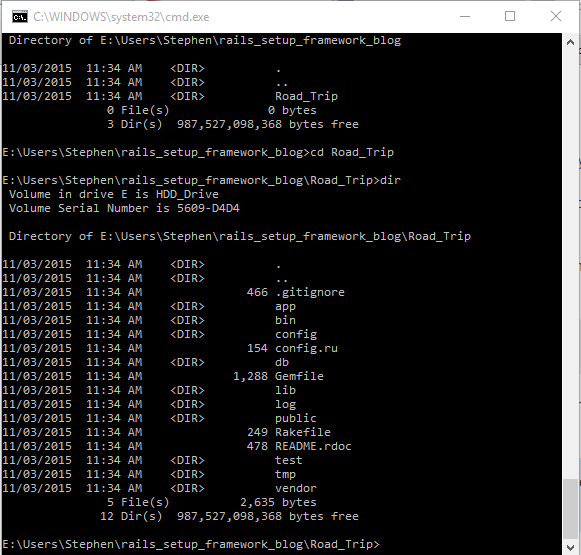 C:\WINDOWS\system32\cmd.exe
Directory of E:\Users\Stephen\rails_setup_framework_blog
11/03/2015  11:34 AM    <DIR>          .
11/03/2015  11:34 AM    <DIR>          ..
11/03/2015  11:34 AM    <DIR>          Road_Trip
0 File(s)              0 bytes
3 Dir(s)  987,527,098,368 bytes free
E:\Users\Stephen\rails_setup_framework_blog>cd Road_Trip
E:\Users\Stephen\rails_setup_framework_blog\Road_Trip>dir
Volume in drive E is HDD_Drive
Volume Serial Number is 5609-D4D4
Directory of E:\Users\Stephen\rails_setup_framework_blog\Road_Trip
11/03/2015  11:34 AM    <DIR>          .
11/03/2015  11:34 AM    <DIR>          ..
11/03/2015  11:34 AM               466 .gitignore
11/03/2015  11:34 AM    <DIR>          app
11/03/2015  11:34 AM    <DIR>          bin
11/03/2015  11:34 AM    <DIR>          config
11/03/2015  11:34 AM               154 config.ru
11/03/2015  11:34 AM    <DIR>          db
11/03/2015  11:34 AM             1,288 Gemfile
11/03/2015  11:34 AM    <DIR>          lib
11/03/2015  11:34 AM    <DIR>          log
11/03/2015  11:34 AM    <DIR>          public
11/03/2015  11:34 AM               249 Rakefile
11/03/2015  11:34 AM               478 README.rdoc
11/03/2015  11:34 AM    <DIR>          test
11/03/2015  11:34 AM    <DIR>          tmp
11/03/2015  11:34 AM    <DIR>          vendor
5 File(s)          2,635 bytes
12 Dir(s)  987,527,098,368 bytes free
E:\Users\Stephen\rails_setup_framework_blog\Road_Trip>